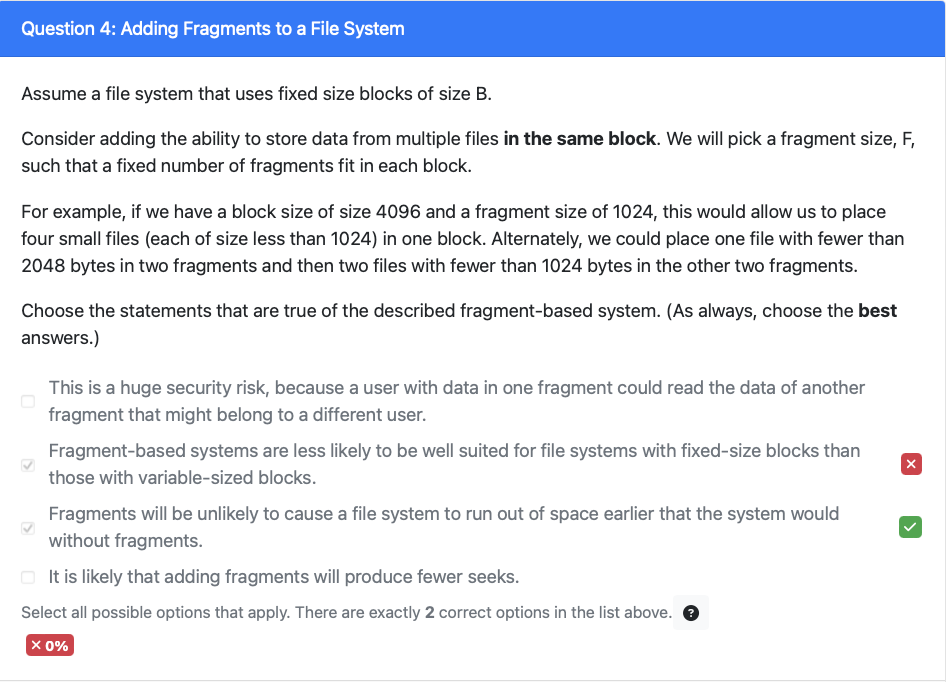 Question 4: Adding Fragments to a File System
Assume a file system that uses fixed size blocks of size B.
Consider adding the ability to store data from multiple files in the same block. We will pick a fragment size, F,
such that a fixed number of fragments fit in each block.
For example, if we have a block size of size 4096 and a fragment size of 1024, this would allow us to place
four small files (each of size less than 1024) in one block. Alternately, we could place one file with fewer than
2048 bytes in two fragments and then two files with fewer than 1024 bytes in the other two fragments.
Choose the statements that are true of the described fragment-based system. (As always, choose the best
answers.)
This is a huge security risk, because a user with data in one fragment could read the data of another
fragment that might belong to a different user.
Fragment-based systems are less likely to be well suited for file systems with fixed-size blocks than
those with variable-sized blocks.
Fragments will be unlikely to cause a file system to run out of space earlier that the system would
without fragments.
It is likely that adding fragments will produce fewer seeks.
Select all possible options that apply. There are exactly 2 correct options in the list above. ?
× 0%